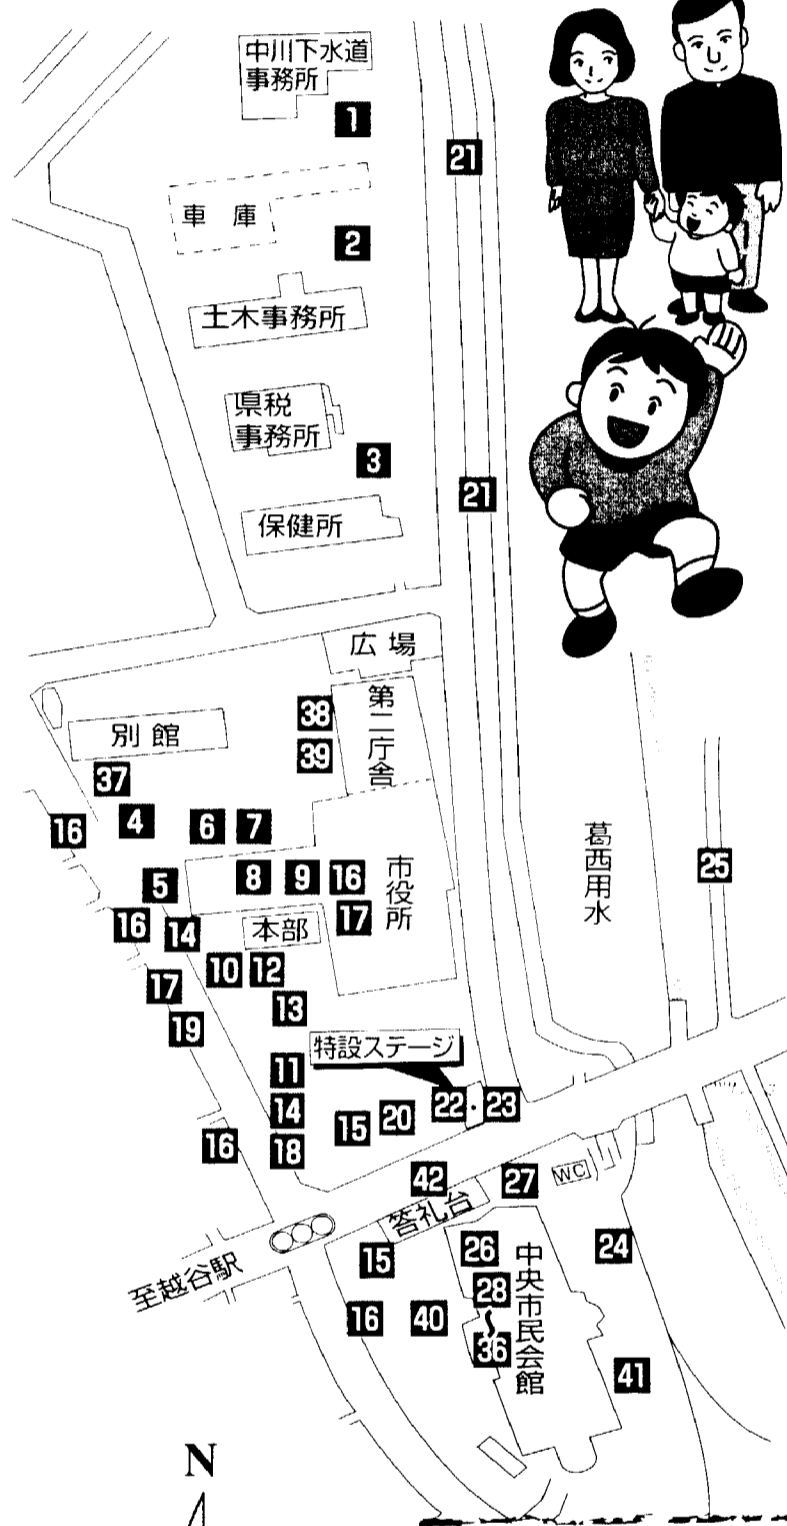 中川下水道
事務所
1
21
車庫
2
土木事務所
県税
事務所
3
21
保健所
広場
38
39
第二庁舎
別館
37
4
6
7
16
葛西用水
25
5
8
9
16
市役所
16
14
本部
17
10
12
17
13
19
特設ステージ
11
14
22・23
20
15
16
18
42
27
WC
答礼台
至越谷駅
15
26
24
中央市民会館
28
〜
36
16
40
41
N